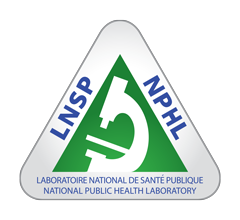 LNSP
NPHL
LABORATOIRE NATIONAL DE SANTÉ PUBLIQUE
NATIONAL PUBLIC HEALTH LABORATORY